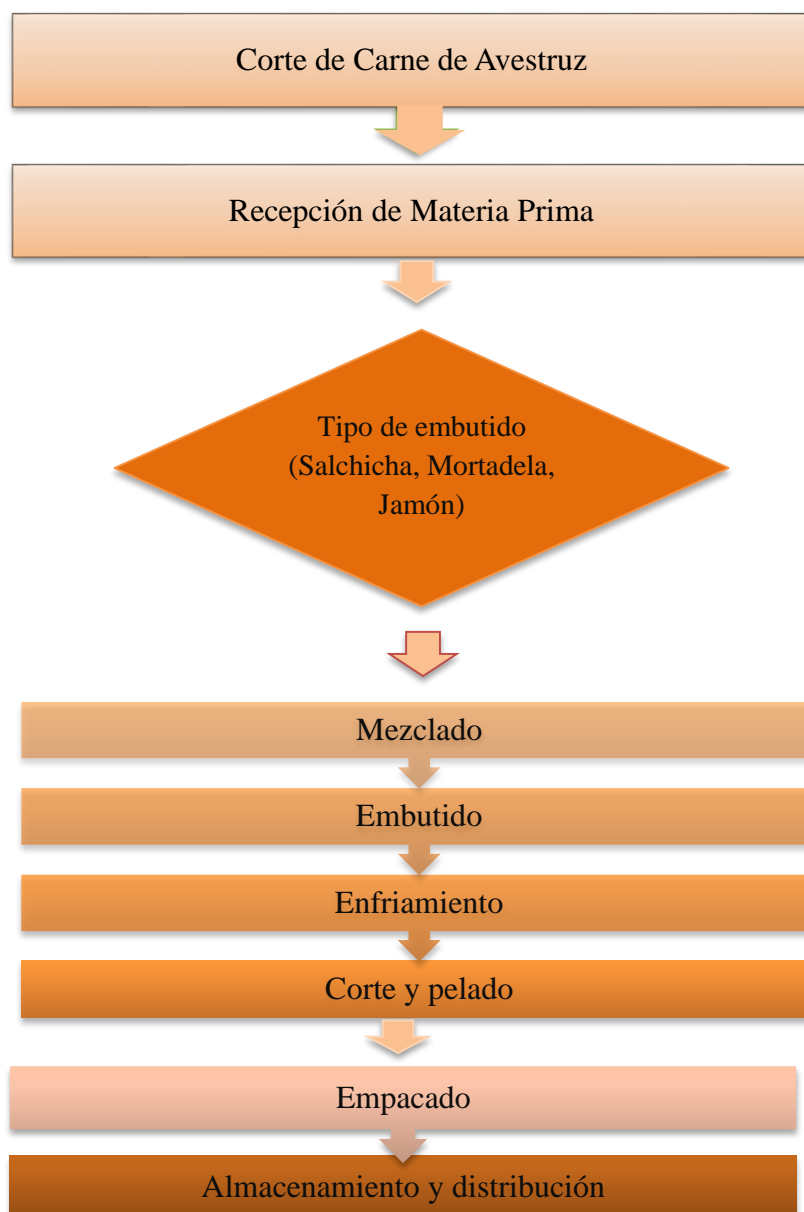 Corte de Carne de Avestruz
Recepción de Materia Prima
Tipo de embutido
(Salchicha, Mortadela,
Jamón)
Mezclado
Embutido
Enfriamiento
Corte y pelado
Empacado
Almacenamiento y distribución